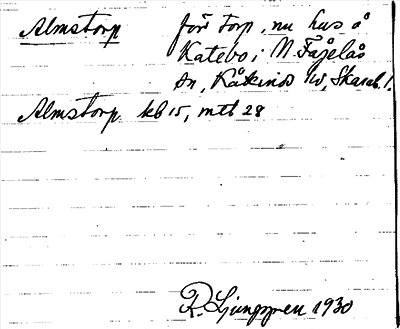 Almstorp förr torp, nu hus å
Katebo i N. Fågelås
sn, Kåkinds hd, Skarab. l.
Almstorp kb 15, mtb 28
R. Ljunggren 1930